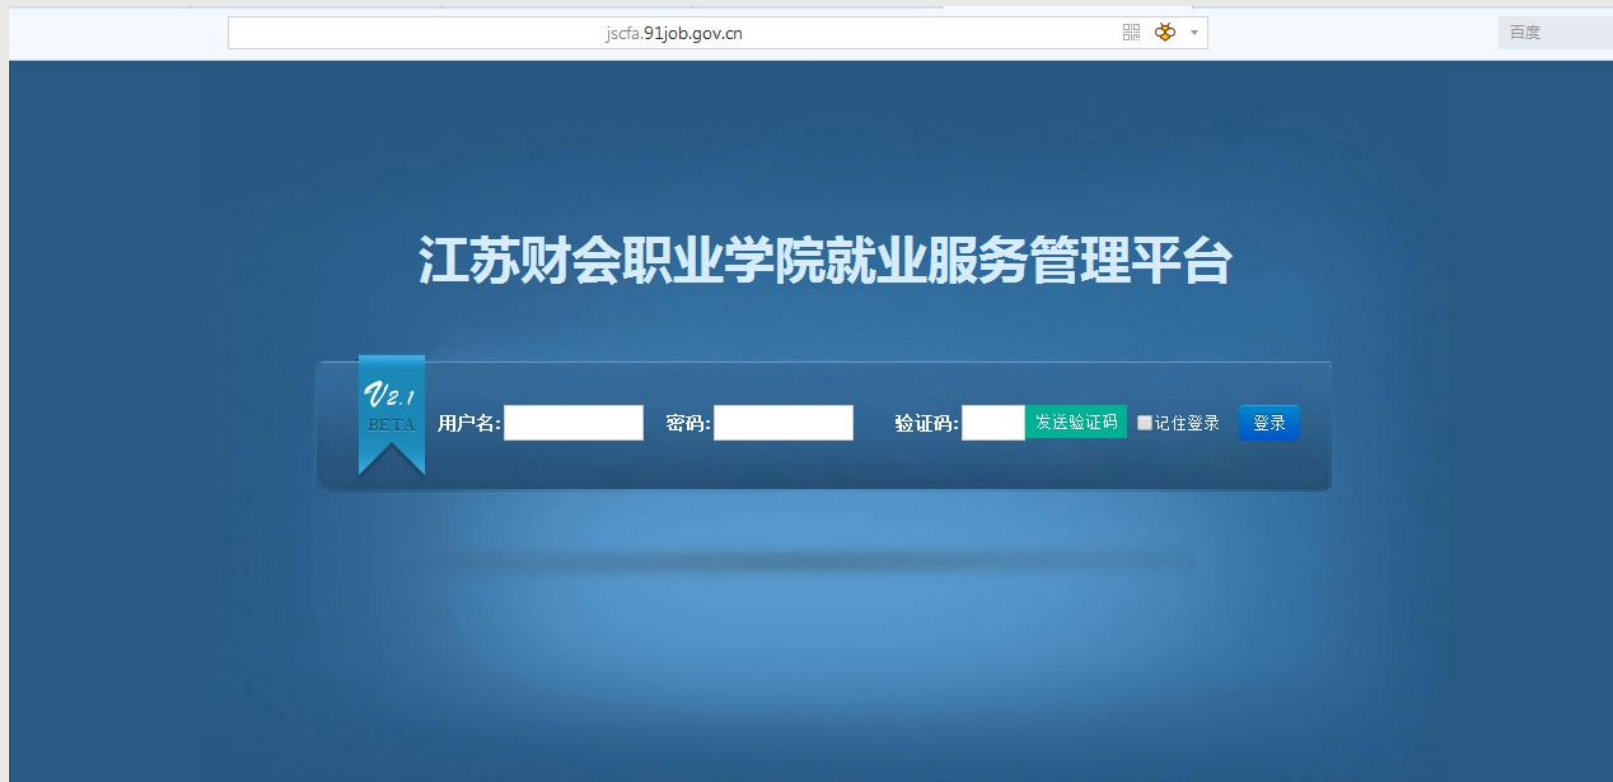 jscfa.91job.gov.cn
百度
江苏财会职业学院就业服务管理平台
V2.1
BETA
用户名: 密码: 验证码: 发送验证码 记住登录 登录